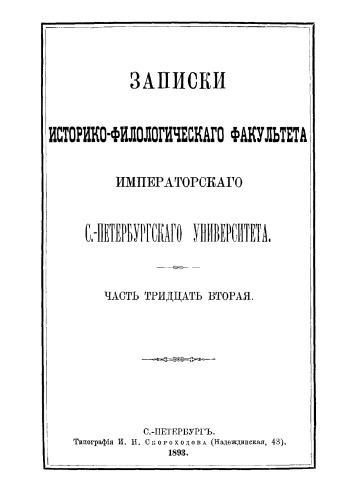 ЗАПИСКИ
ИСТОРИКО-ФИЛОЛОГИЧЕСКАГО ФАКУЛЬТЕТА
ИМПЕРАТОРСКАГО
С.-ПЕТЕРБУРГСКАГО УНИВЕРСИТЕТА.
ЧАСТЬ ТРИДЦАТЬ ВТОРАЯ.
С.-ПЕТЕРБУРГЪ.
Типографія И. Н. Скороходова (Надеждинская, 43).
1893.